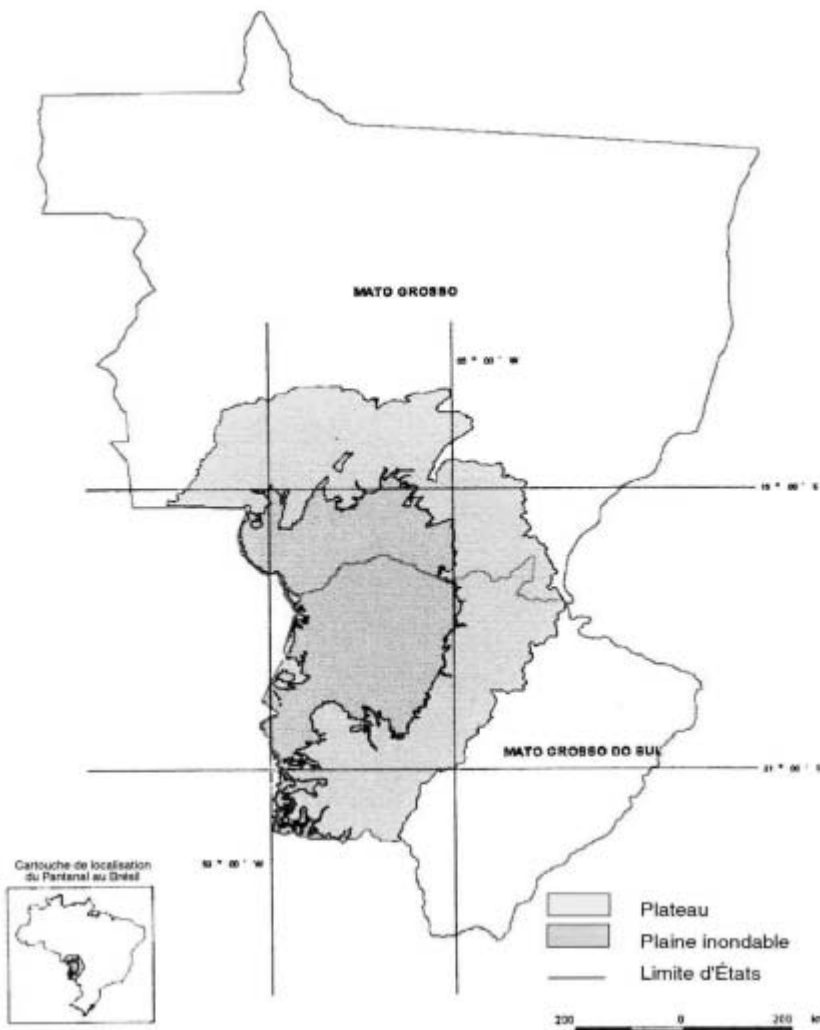 MATO GROSSO
MATO GROSSO DO SUL
Cartouche de localisation
du Pantanal au Brésil
Plateau
Plaine inondable
Limite d'États
200 0 200